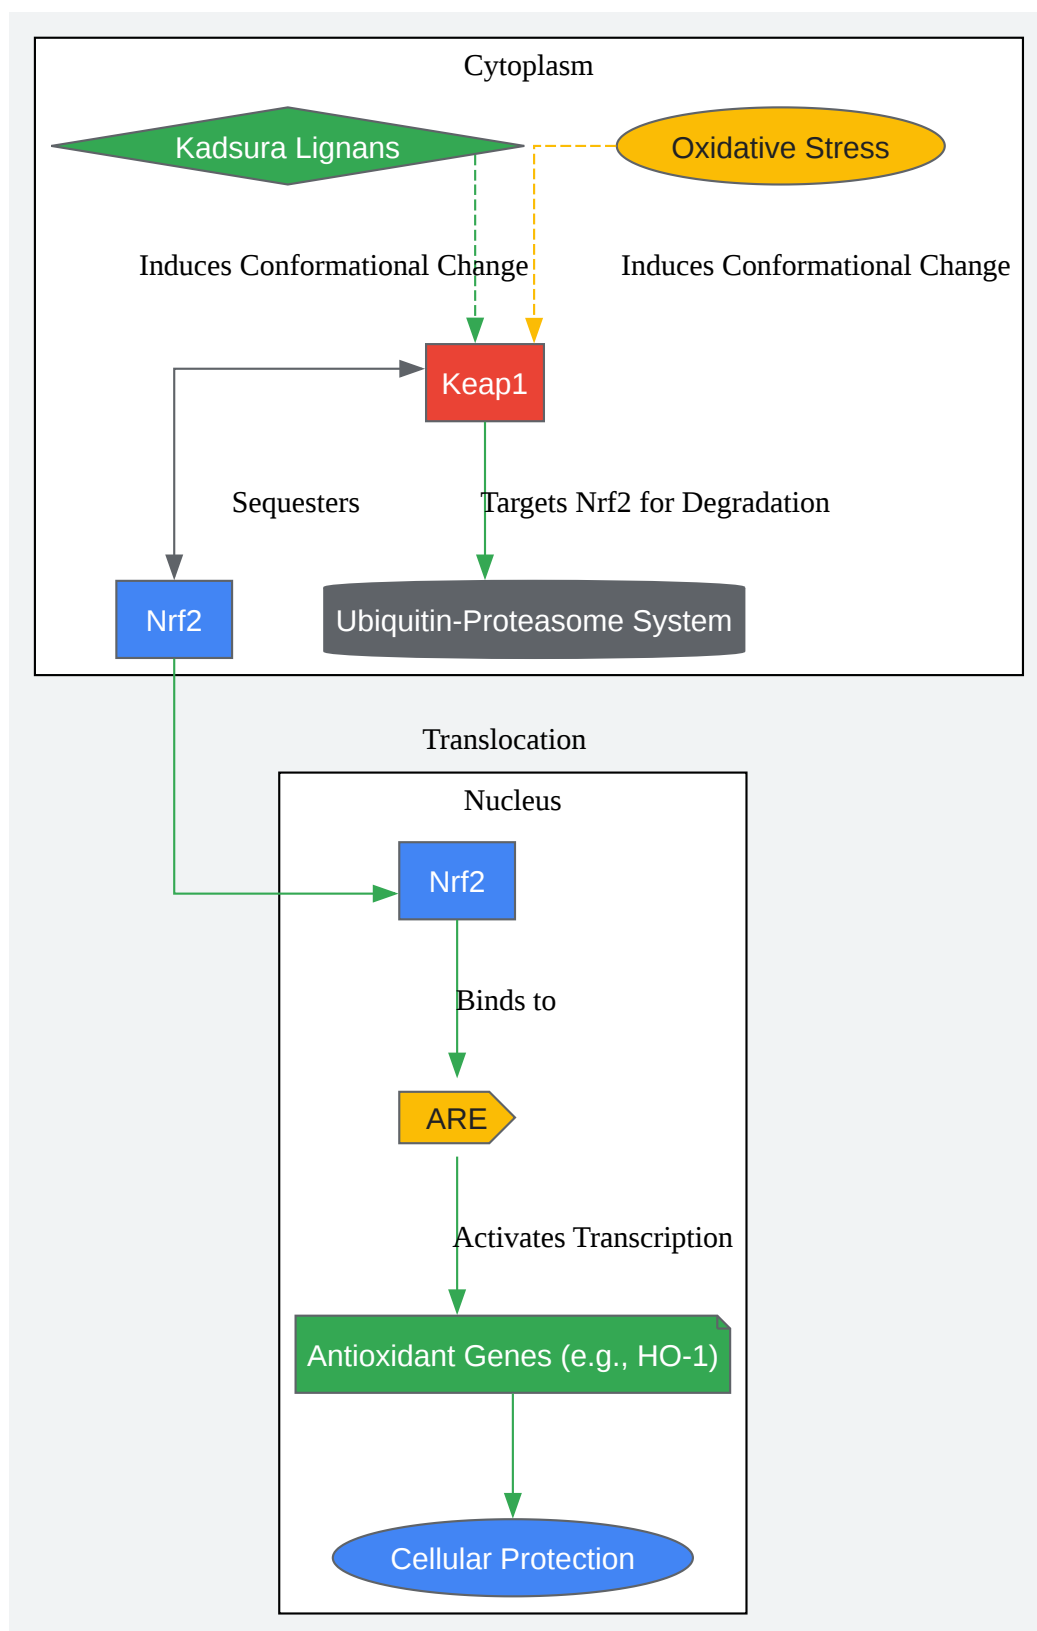 Cytoplasm
Kadsura Lignans
Oxidative Stress
Induces Conformational Change
Induces Conformational Change
Keap1
Sequesters
Targets Nrf2 for Degradation
Nrf2
Ubiquitin-Proteasome System
Translocation
Nucleus
Nrf2
Binds to
ARE
Activates Transcription
Antioxidant Genes (e.g., HO-1)
Cellular Protection